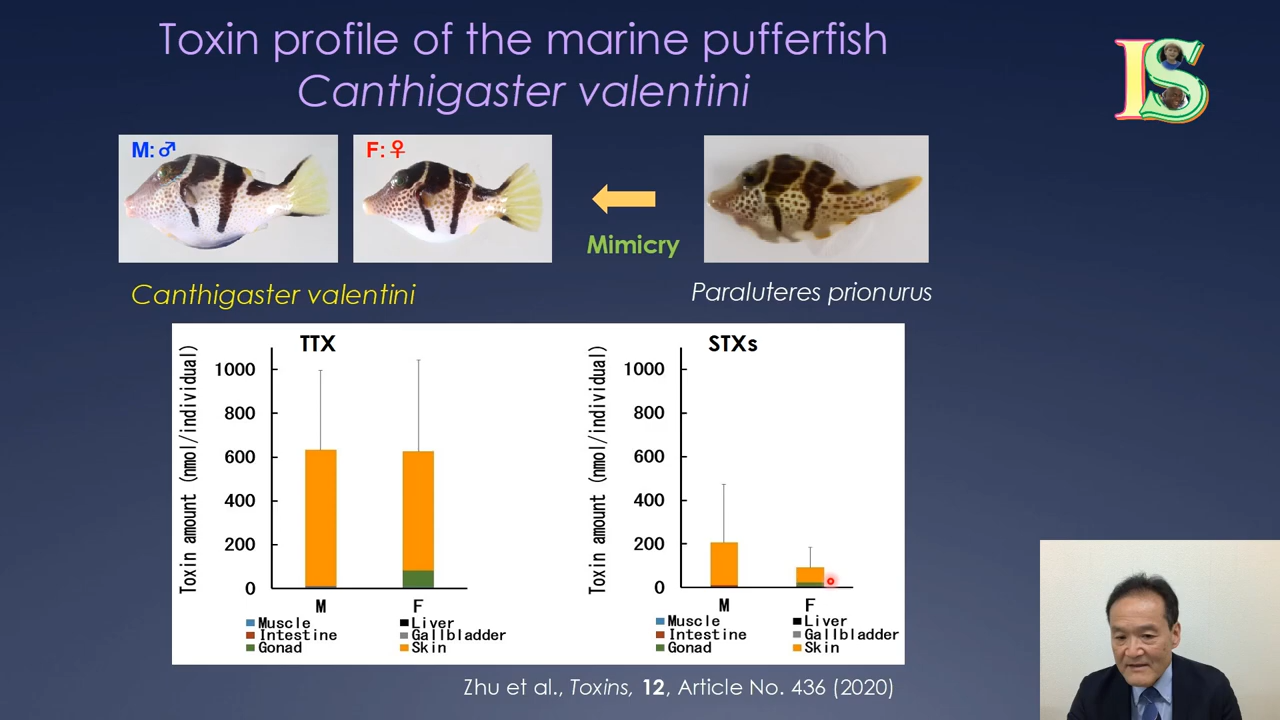 Toxin profile of the marine pufferfish
Canthigaster valentini
IS
M:♂
F:♀
Mimicry
Canthigaster valentini
Paraluteres prionurus
TTX
Toxin amount (nmol/individual)
1000
800
600
400
200
0
M
F
Muscle
Liver
Intestine
Gallbladder
Gonad
Skin
STXs
Toxin amount (nmol/individual)
1000
800
600
400
200
0
M
F
Muscle
Liver
Intestine
Gallbladder
Gonad
Skin
Zhu et al., Toxins, 12, Article No. 436 (2020)